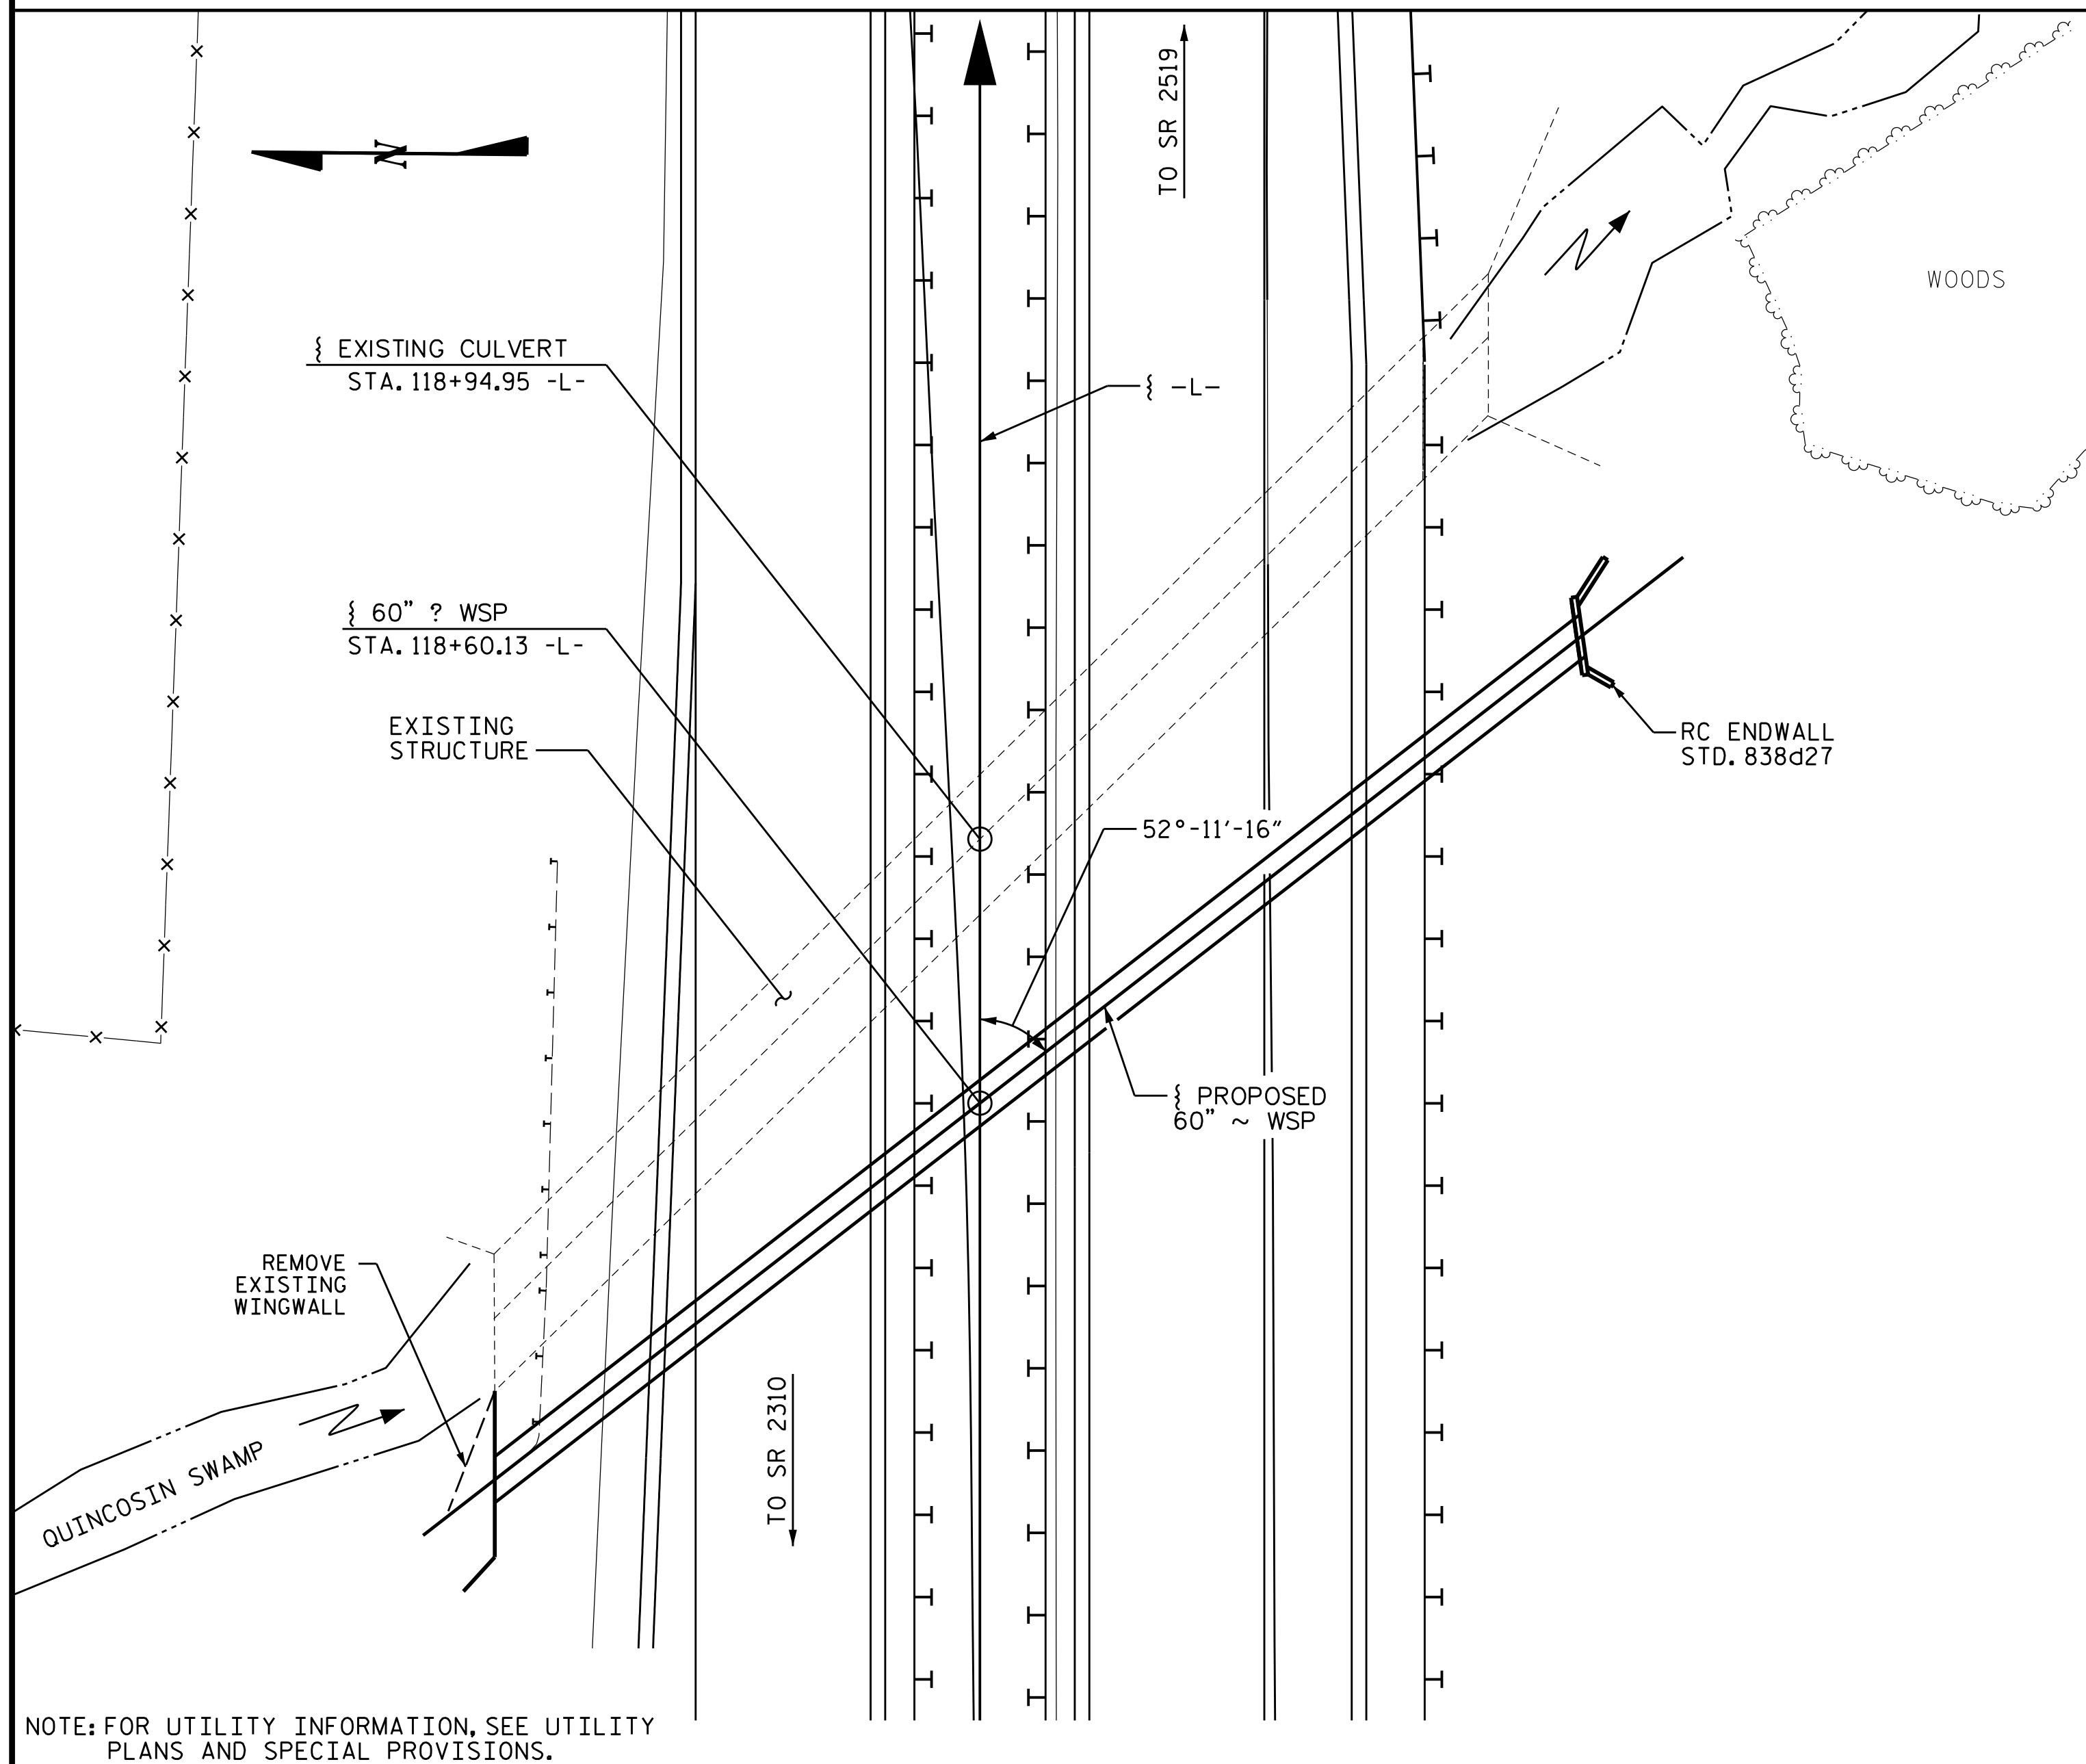 TO SR 2519
N
WOODS
EXISTING CULVERT
STA. 118+94.95 -L-
-L-
60" ? WSP
STA. 118+60.13 -L-
EXISTING
STRUCTURE
RC ENDWALL
STD. 838d27
52°-11'-16"
PROPOSED
60" ~ WSP
REMOVE
EXISTING
WINGWALL
TO SR 2310
QUINCOSIN SWAMP
NOTE: FOR UTILITY INFORMATION, SEE UTILITY
PLANS AND SPECIAL PROVISIONS.